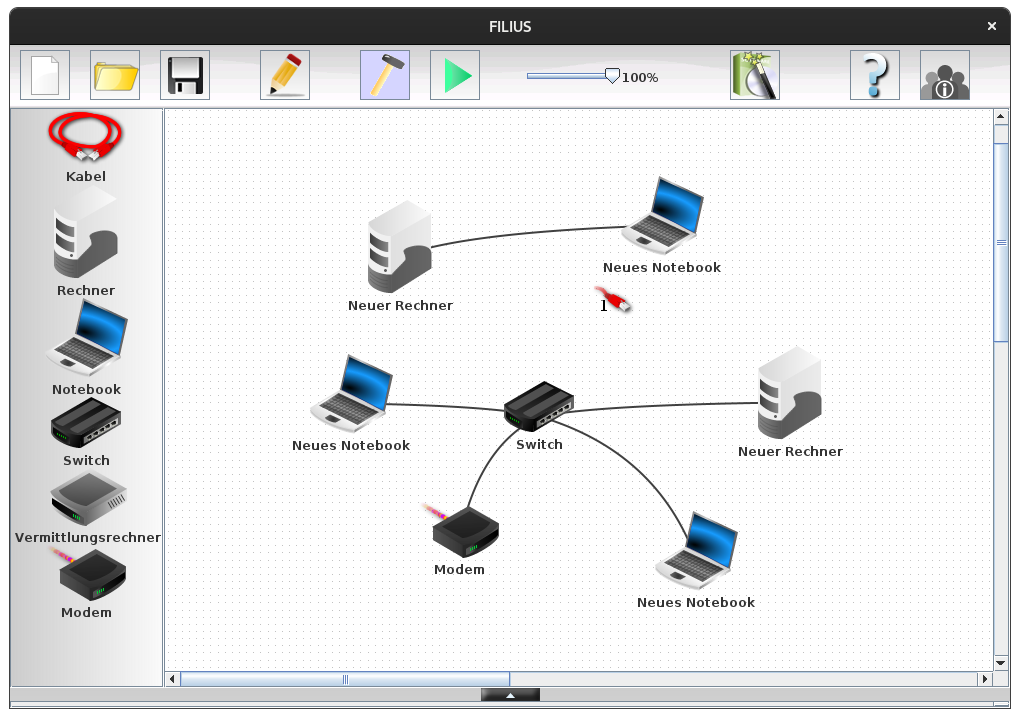 FILIUS
100%
Kabel
Rechner
Notebook
Switch
Vermittlungsrechner
Modem
Neues Notebook
Neuer Rechner
1
Neues Notebook
Switch
Neuer Rechner
Modem
Neues Notebook